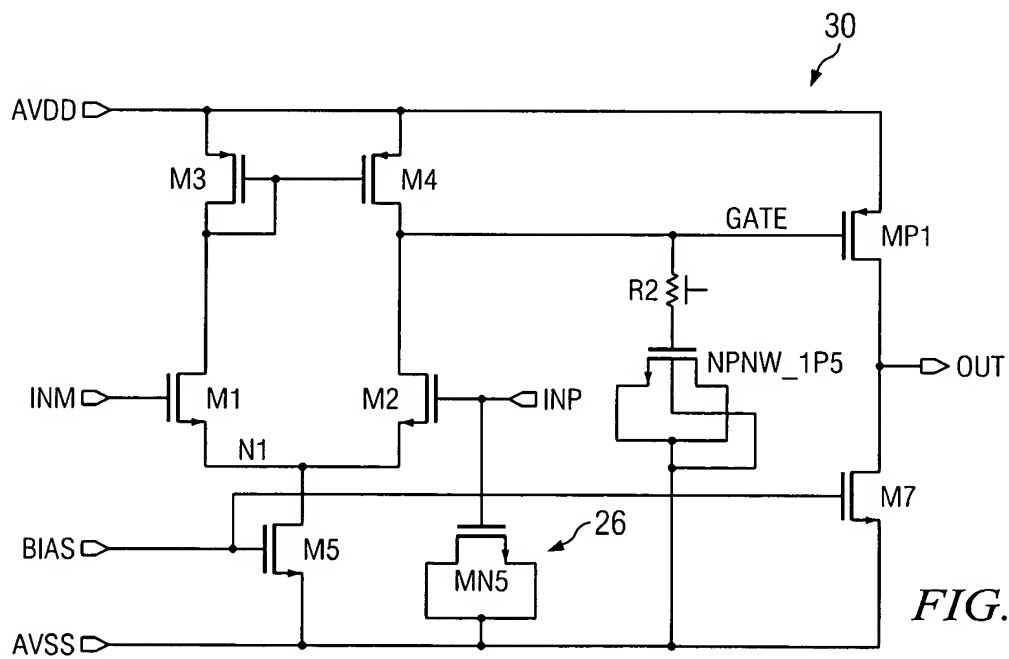 30
AVDD
M3
M4
GATE
MP1
R2
NPNW_1P5
OUT
INM
M1
M2
INP
N1
M7
BIAS
M5
26
MN5
FIG.
AVSS